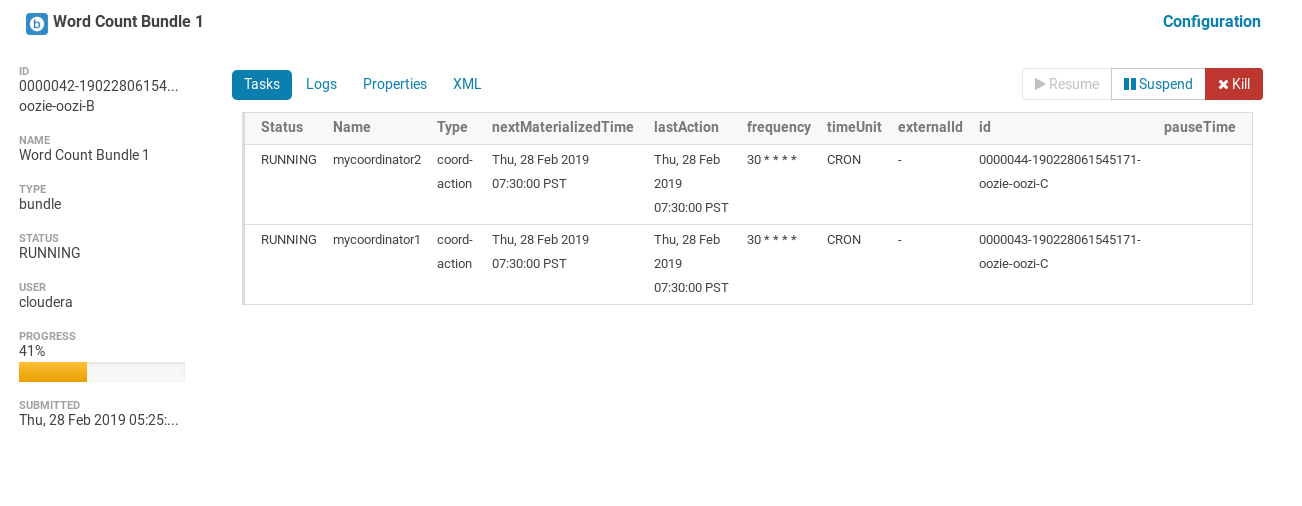 b Word Count Bundle 1
Configuration
ID
0000042-19022806154...
oozie-oozi-B
NAME
Word Count Bundle 1
TYPE
bundle
STATUS
RUNNING
USER
cloudera
PROGRESS
41%
SUBMITTED
Thu, 28 Feb 2019 05:25:...
Tasks Logs Properties XML
Resume Suspend Kill
Status Name Type nextMaterializedTime lastAction frequency timeUnit externalId id pauseTime
RUNNING mycoordinator2 coord- Thu, 28 Feb 2019 Thu, 28 Feb 30 * * * * CRON - 0000044-190228061545171-
action 07:30:00 PST 2019 oozie-oozi-C
07:30:00 PST
RUNNING mycoordinator1 coord- Thu, 28 Feb 2019 Thu, 28 Feb 30 * * * * CRON - 0000043-190228061545171-
action 07:30:00 PST 2019 oozie-oozi-C
07:30:00 PST